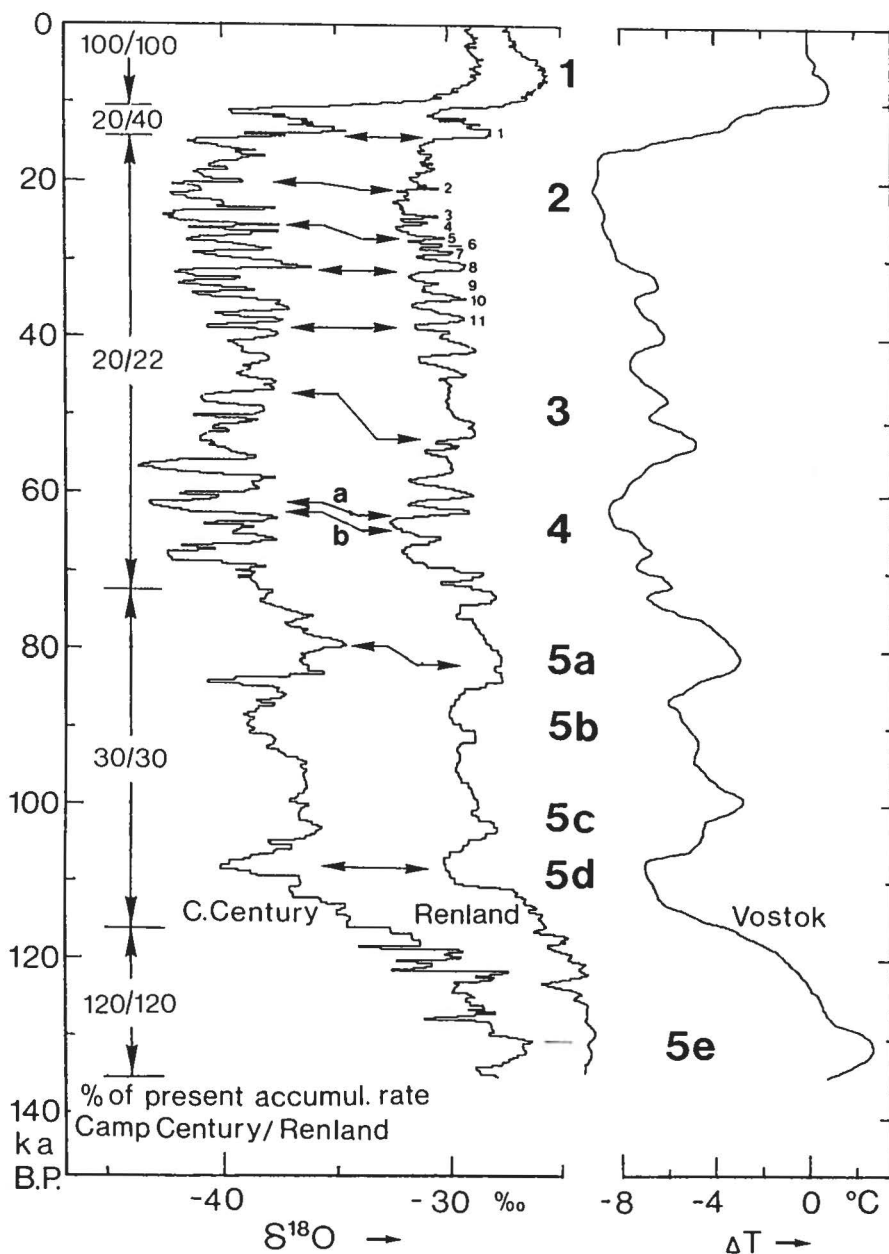 0
20
40
60
80
100
120
140
ka
B.P.
100/100
20/40
20/22
30/30
120/120
% of present accumul. rate
Camp Century/Renland
C.Century
Renland
Vostok
a
b
1
2
3
4
5
6
7
8
9
10
11
1
2
3
4
5a
5b
5c
5d
5e
-40
-30
‰
δ¹⁸O →
-8
-4
0
°C
ΔT →